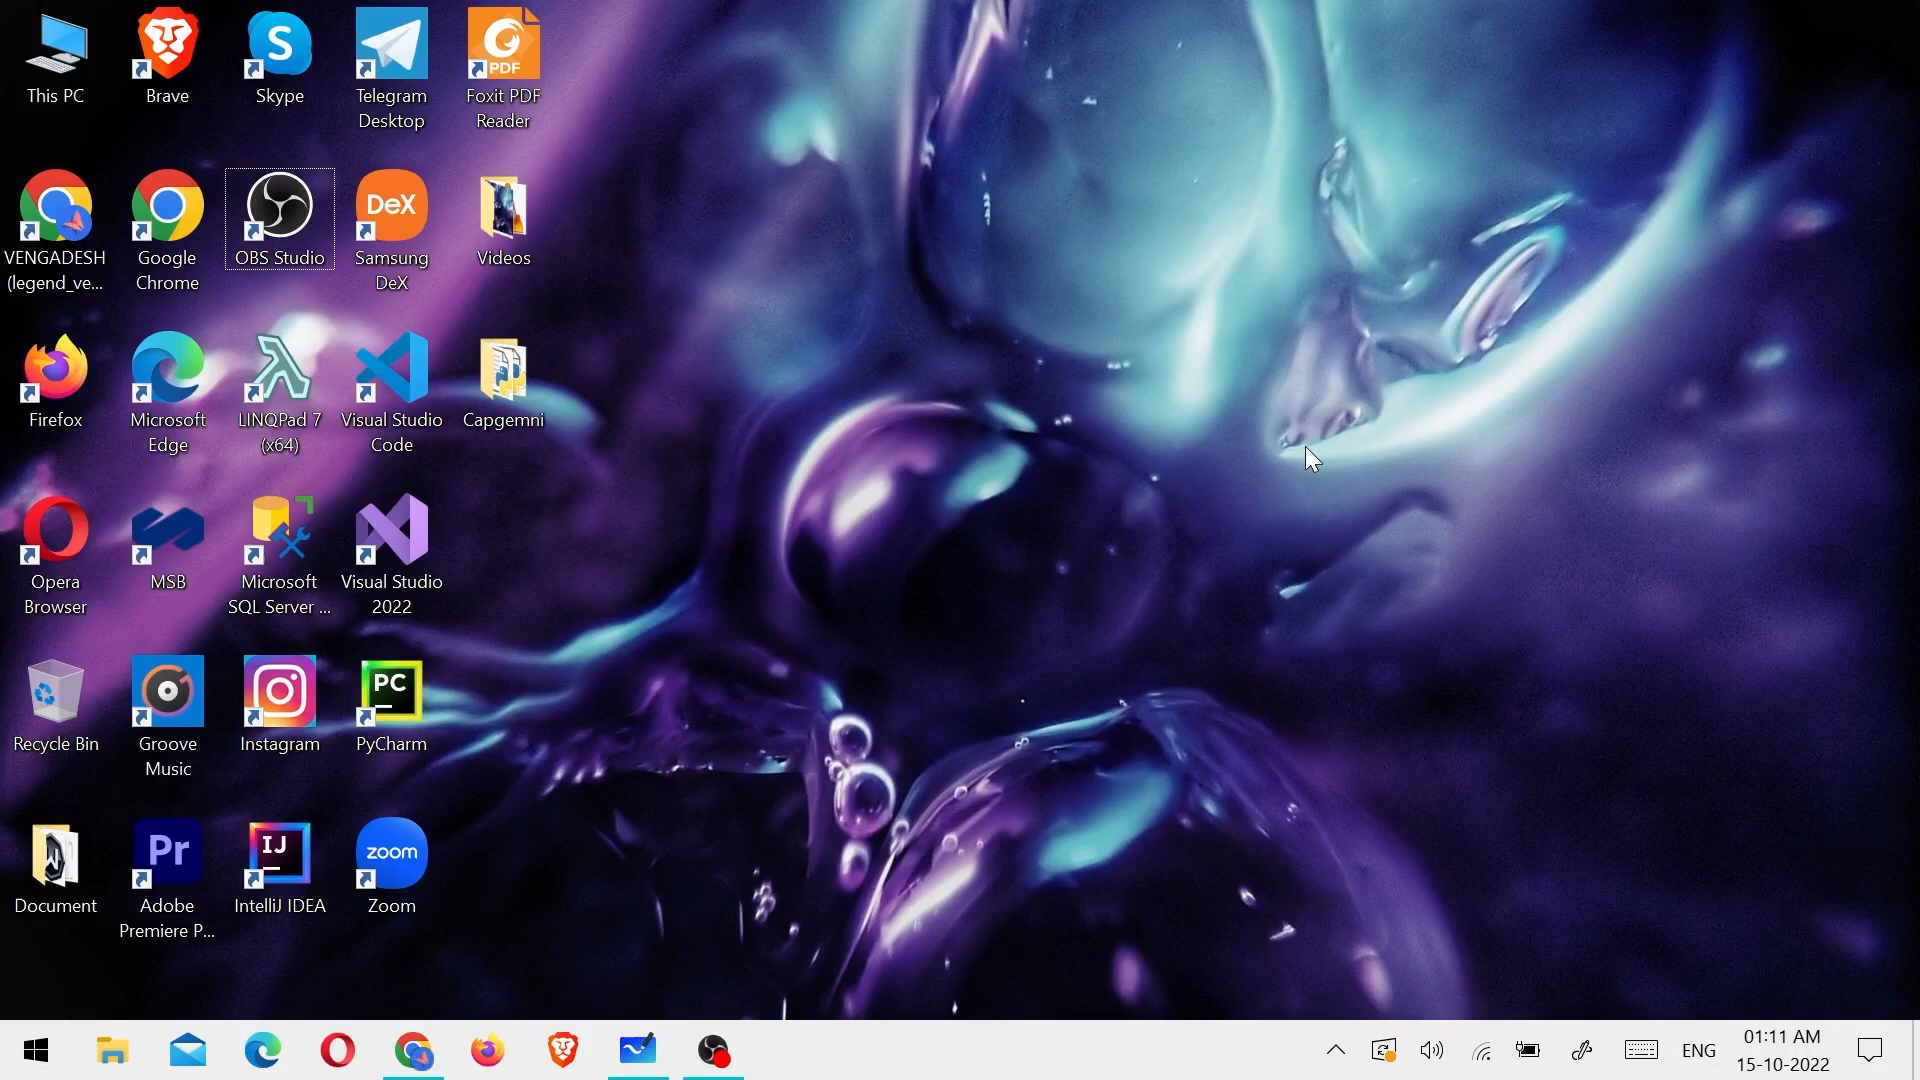 This PC
Brave
Skype
Telegram
Desktop
Foxit PDF
Reader
S
PDF
VENGADESH
(legend_ve...
Google
Chrome
OBS Studio
DeX
Samsung
DeX
Videos
Firefox
Microsoft
Edge
LINQPad 7
(x64)
Visual Studio
Code
Capgemni
Opera
Browser
MSB
Microsoft
SQL Server ...
Visual Studio
2022
Recycle Bin
Groove
Music
Instagram
PC
PyCharm
Document
Pr
Adobe
Premiere P...
IJ
IntelliJ IDEA
zoom
Zoom
ENG
01:11 AM
15-10-2022